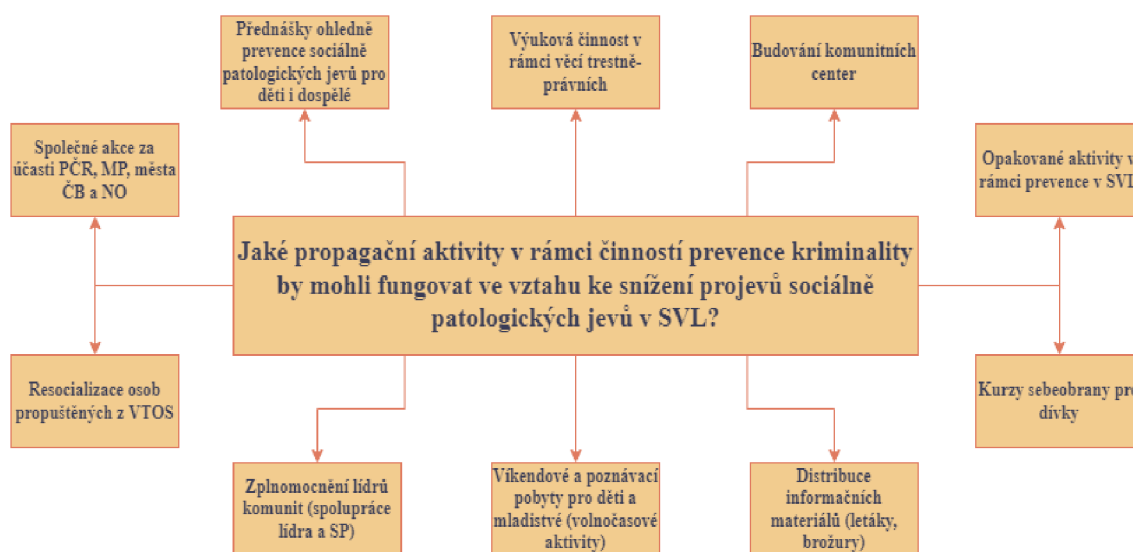 Přednášky ohledně
prevence sociálně
patologických jevů pro
děti i dospělé
Výuková činnost v
rámci věcí trestně-
právních
Budování komunitních
center
Společné akce za
účasti PČR, MP, města
ČB a NO
Opakované aktivity v
rámci prevence v SVL
Jaké propagační aktivity v rámci činností prevence kriminality
by mohli fungovat ve vztahu ke snížení projevů sociálně
patologických jevů v SVL?
Resocializace osob
propuštěných z VTOS
Kurzy sebeobrany pro
dívky
Zplnomocnění lídrů
komunit (spolupráce
lídra a SP)
Víkendové a poznávací
pobyty pro děti a
mladistvé (volnočasové
aktivity)
Distribuce
informačních
materiálů (letáky,
brožury)